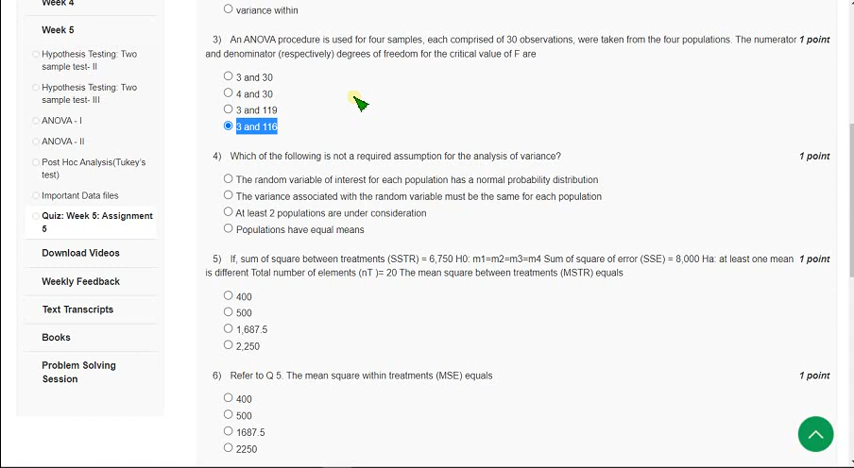 Week 4
Week 5
Hypothesis Testing: Two
sample test- II
Hypothesis Testing: Two
sample test- III
ANOVA - I
ANOVA - II
Post Hoc Analysis(Tukey's
test)
Important Data files
Quiz: Week 5: Assignment
5
Download Videos
Weekly Feedback
Text Transcripts
Books
Problem Solving
Session
variance within
3) An ANOVA procedure is used for four samples, each comprised of 30 observations, were taken from the four populations. The numerator 1 point
and denominator (respectively) degrees of freedom for the critical value of F are
3 and 30
4 and 30
3 and 119
3 and 116
4) Which of the following is not a required assumption for the analysis of variance? 1 point
The random variable of interest for each population has a normal probability distribution
The variance associated with the random variable must be the same for each population
At least 2 populations are under consideration
Populations have equal means
5) If, sum of square between treatments (SSTR) = 6,750 H0: m1=m2=m3=m4 Sum of square of error (SSE) = 8,000 Ha: at least one mean 1 point
is different Total number of elements (nT )= 20 The mean square between treatments (MSTR) equals
400
500
1,687.5
2,250
6) Refer to Q 5. The mean square within treatments (MSE) equals 1 point
400
500
1687.5
2250